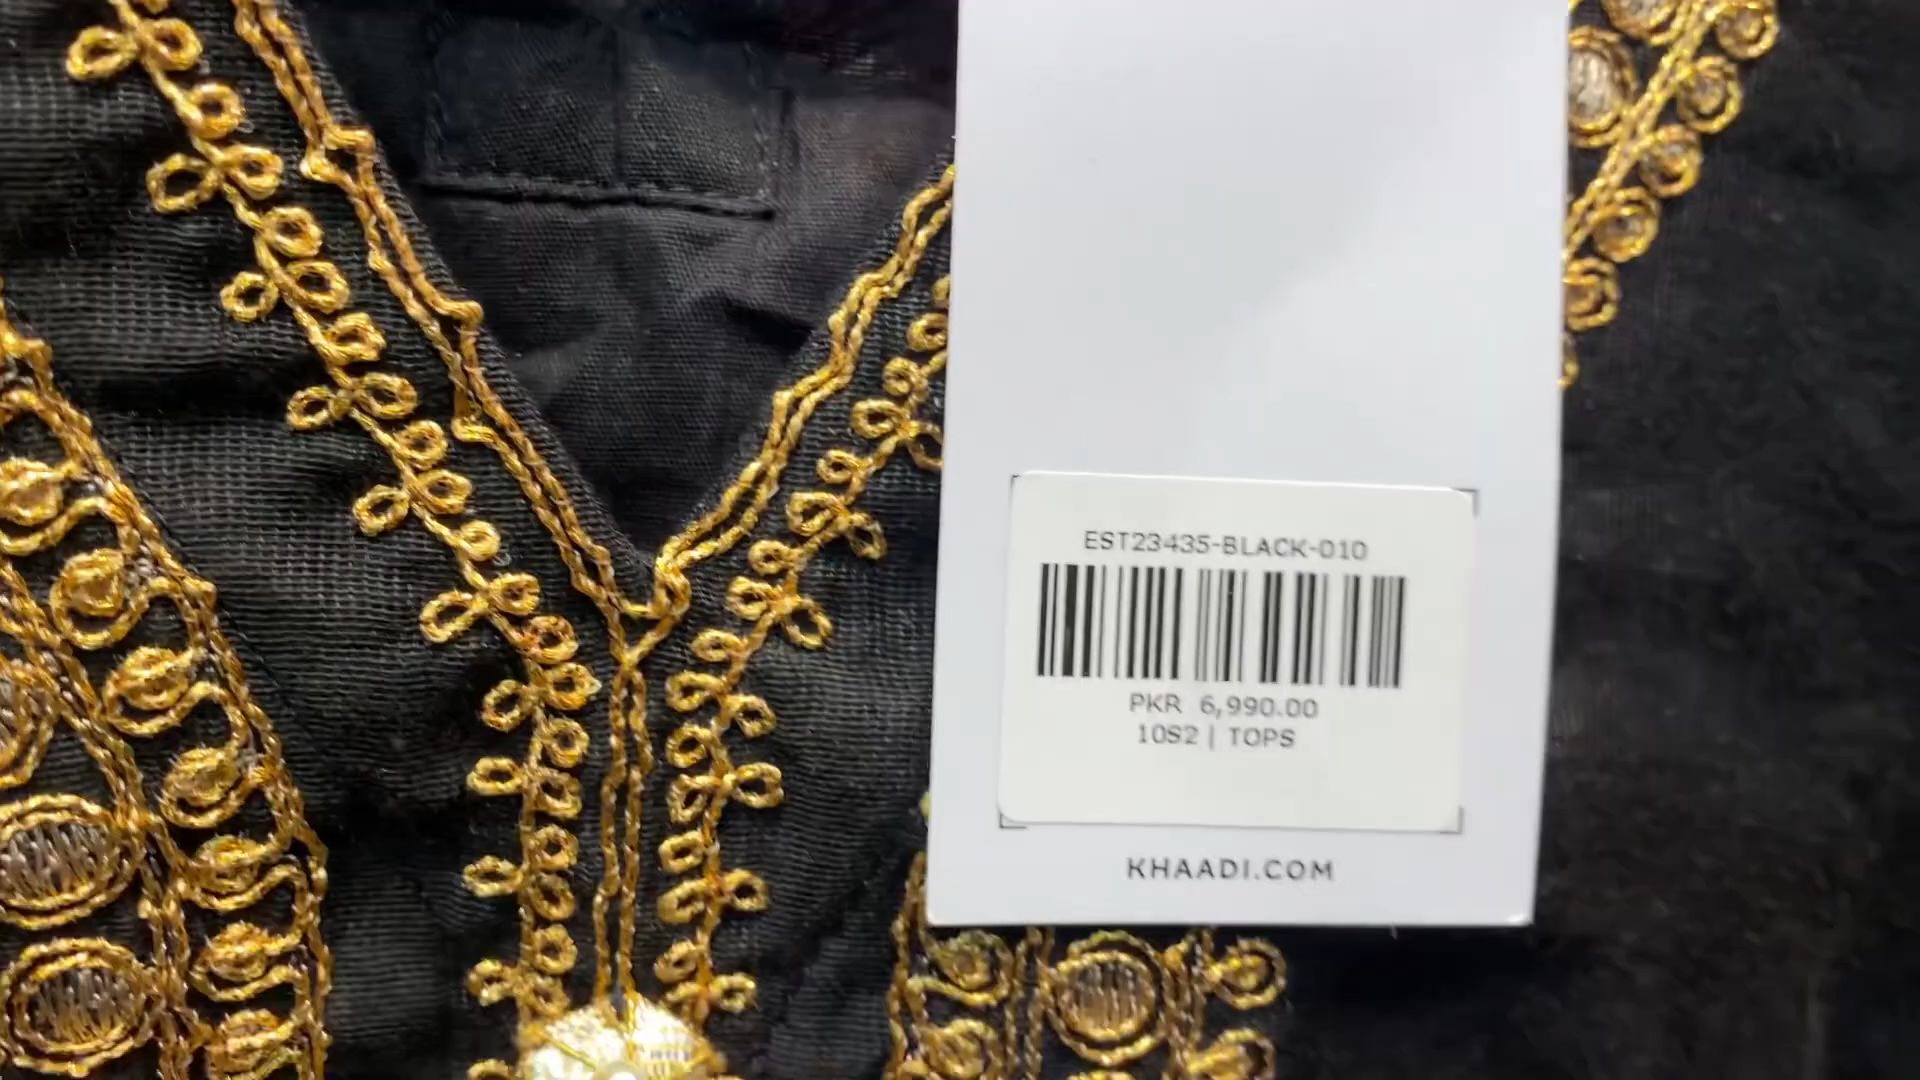 EST23435-BLACK-010
PKR 6,990.00
10S2 | TOPS
KHAADI.COM